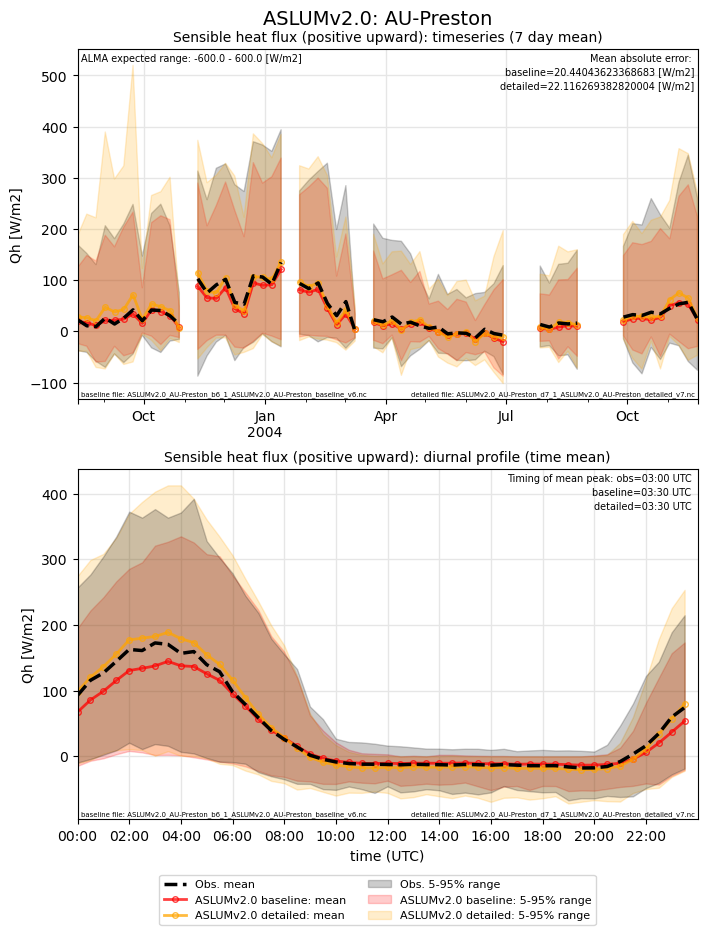 ASLUMv2.0: AU-Preston
Sensible heat flux (positive upward): timeseries (7 day mean)
ALMA expected range: -600.0 - 600.0 [W/m2]
Mean absolute error:
baseline=20.44043623368683 [W/m2]
detailed=22.116269382820004 [W/m2]
500
400
300
200
100
0
−100
Qh [W/m2]
baseline file: ASLUMv2.0_AU-Preston_b6_1_ASLUMv2.0_AU-Preston_baseline_v6.nc
detailed file: ASLUMv2.0_AU-Preston_d7_1_ASLUMv2.0_AU-Preston_detailed_v7.nc
Oct Jan Apr Jul Oct
2004
Sensible heat flux (positive upward): diurnal profile (time mean)
Timing of mean peak: obs=03:00 UTC
baseline=03:30 UTC
detailed=03:30 UTC
400
300
200
100
0
Qh [W/m2]
baseline file: ASLUMv2.0_AU-Preston_b6_1_ASLUMv2.0_AU-Preston_baseline_v6.nc
detailed file: ASLUMv2.0_AU-Preston_d7_1_ASLUMv2.0_AU-Preston_detailed_v7.nc
00:00 02:00 04:00 06:00 08:00 10:00 12:00 14:00 16:00 18:00 20:00 22:00
time (UTC)
Obs. mean
ASLUMv2.0 baseline: mean
ASLUMv2.0 detailed: mean
Obs. 5-95% range
ASLUMv2.0 baseline: 5-95% range
ASLUMv2.0 detailed: 5-95% range